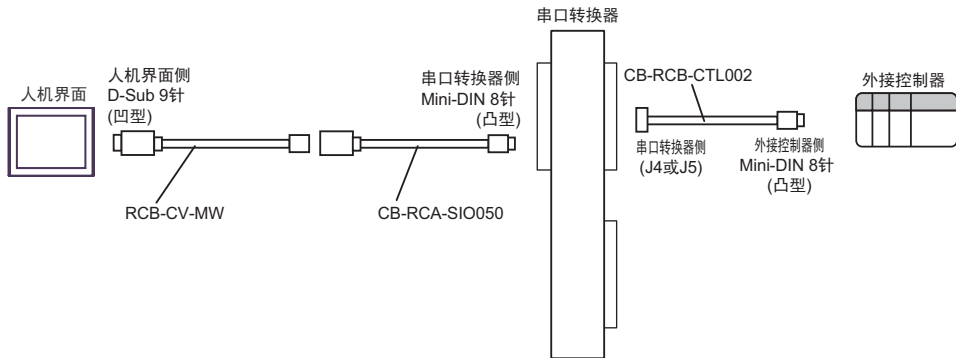 串口转换器
人机界面
人机界面侧
D-Sub 9针
(凹型)
RCB-CV-MW
串口转换器侧
Mini-DIN 8针
(凸型)
CB-RCA-SIO050
CB-RCB-CTL002
串口转换器侧
(J4或J5)
外接控制器侧
Mini-DIN 8针
(凸型)
外接控制器